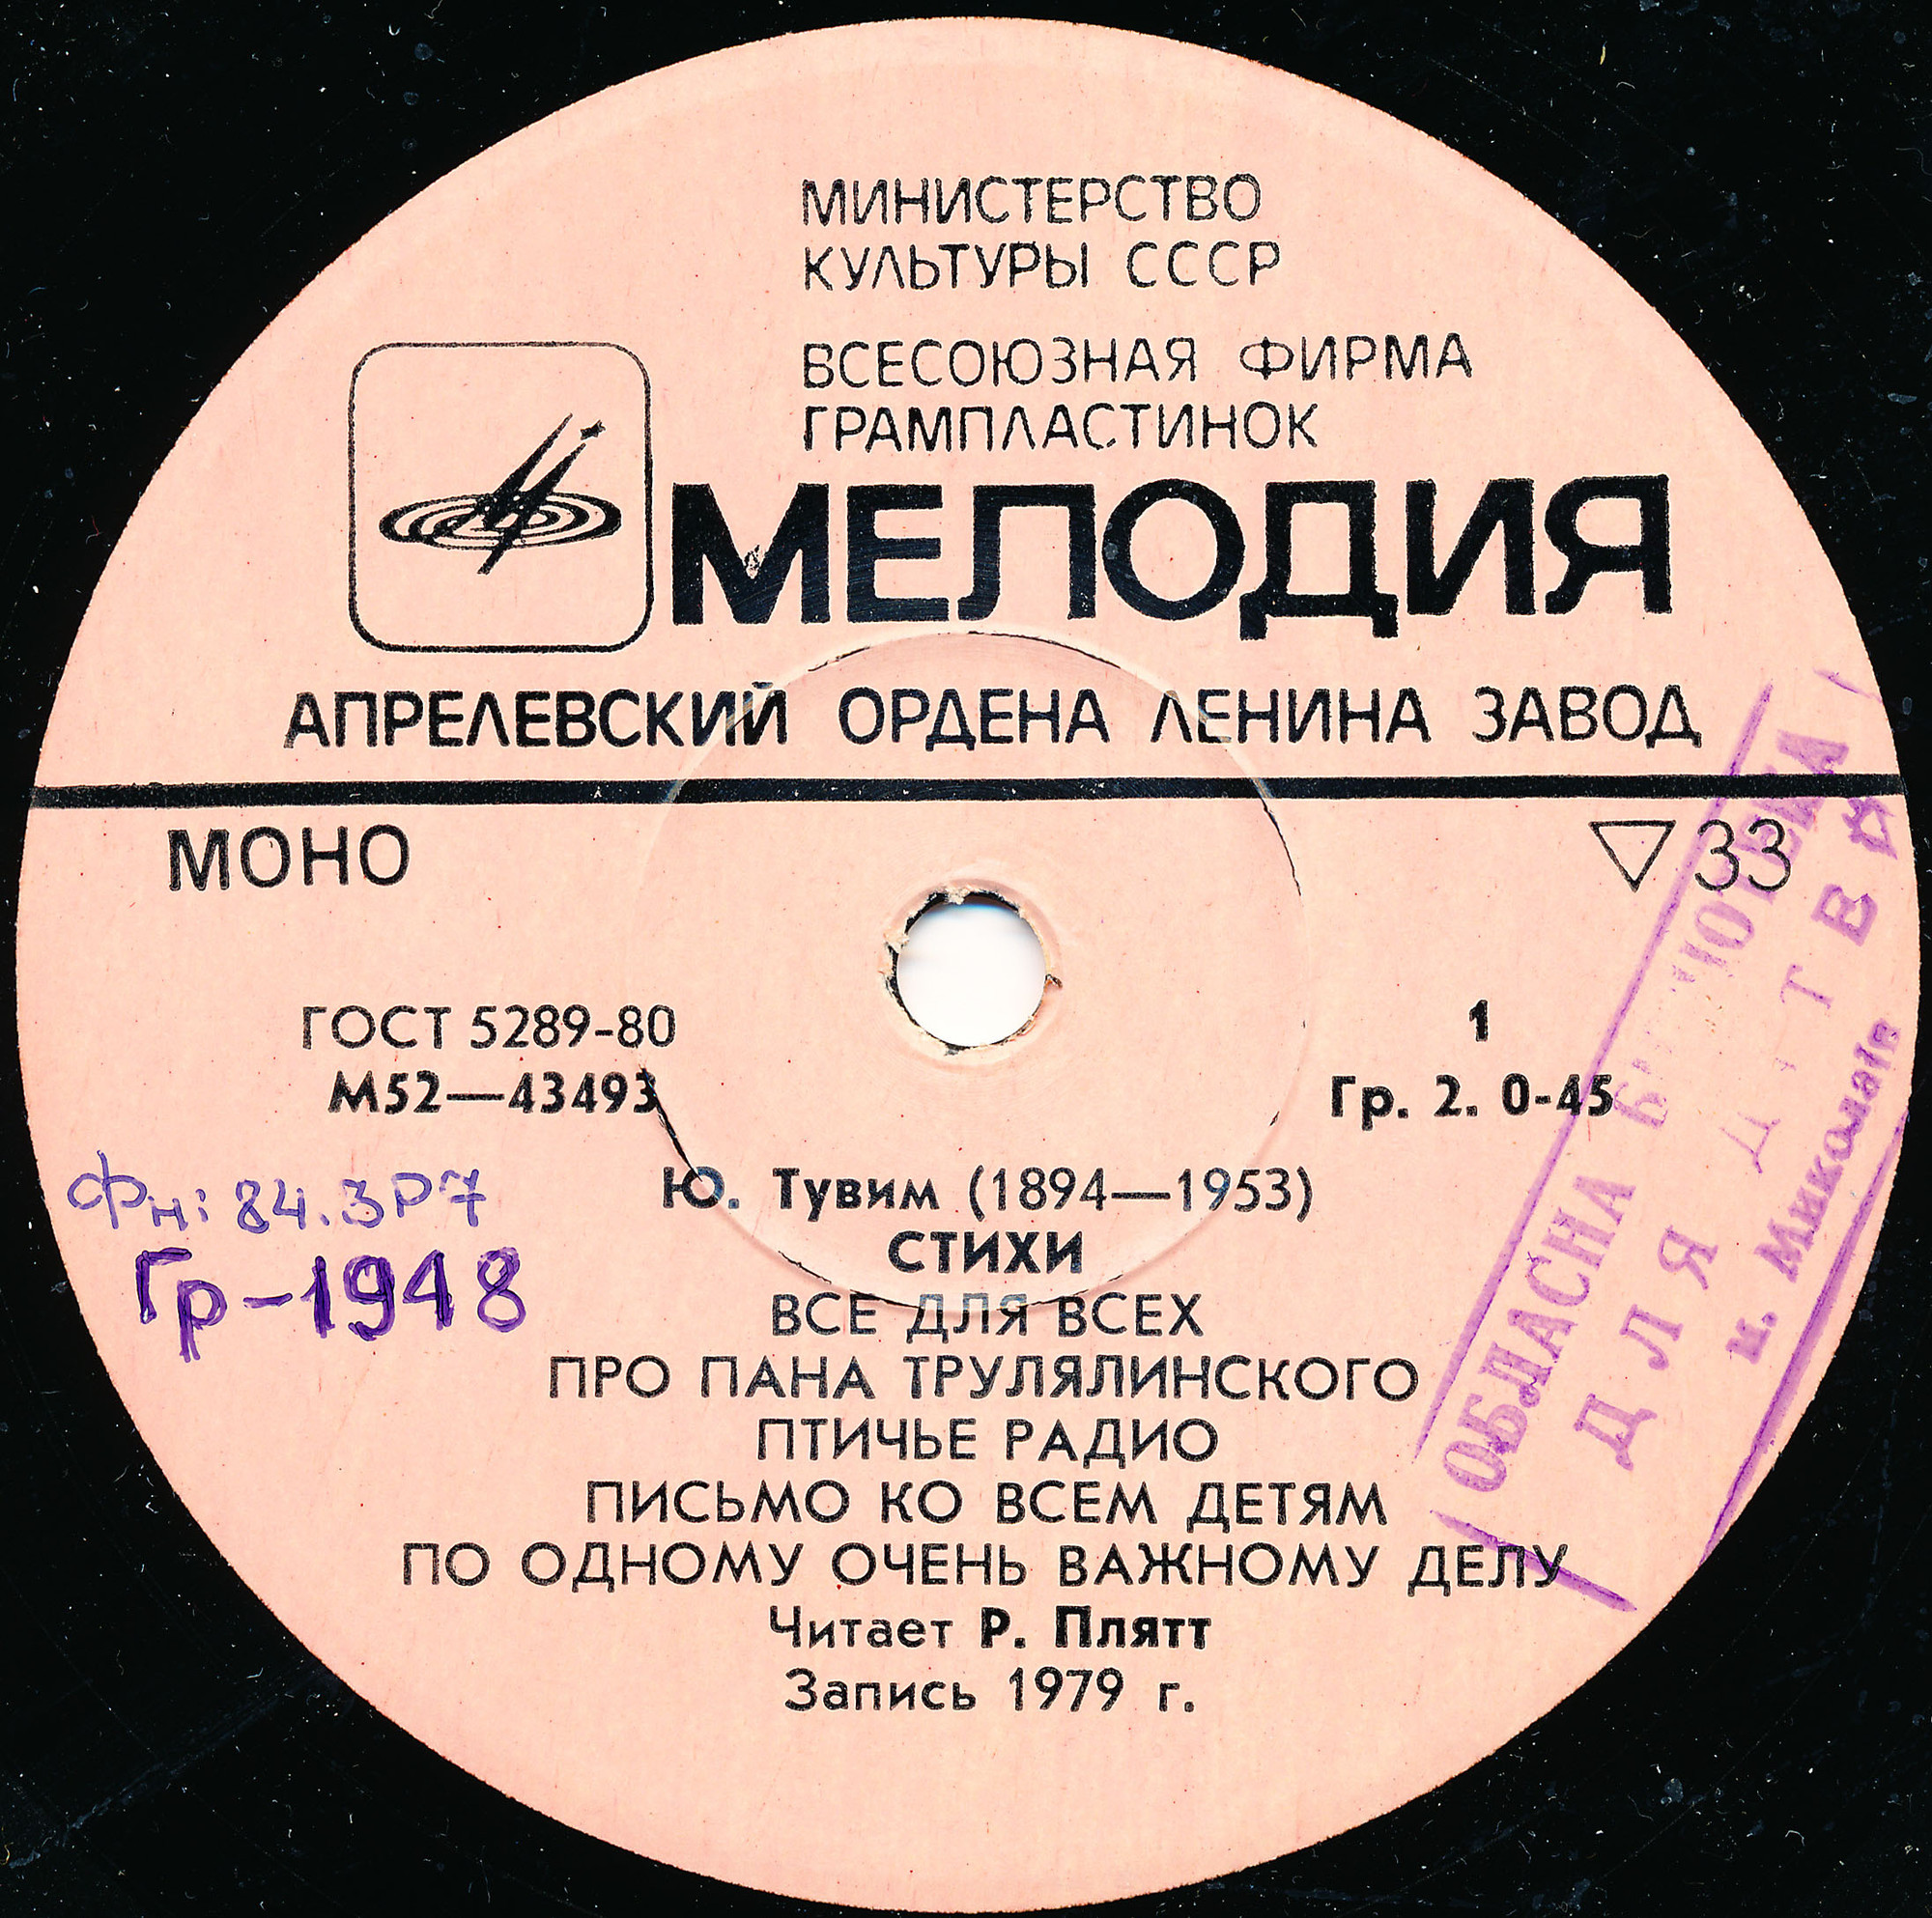 МИНИСТЕРСТВО
КУЛЬТУРЫ СССР
ВСЕСОЮЗНАЯ ФИРМА
ГРАМПЛАСТИНОК
МЕЛОДИЯ
АПРЕЛЕВСКИЙ ОРДЕНА ЛЕНИНА ЗАВОД
МОНО
33
ГОСТ 5289-80
1
М52—43493
Гр. 2. 0-45
Фн: 84.3Р7
Гр-1948
Ю. Тувим (1894—1953)
СТИХИ
ВСЕ ДЛЯ ВСЕХ
ПРО ПАНА ТРУЛЯЛИНСКОГО
ПТИЧЬЕ РАДИО
ПИСЬМО КО ВСЕМ ДЕТЯМ
ПО ОДНОМУ ОЧЕНЬ ВАЖНОМУ ДЕЛУ
Читает Р. Плятт
Запись 1979 г.
ОБЛАСНА
ДЛЯ
м. Миколаїв